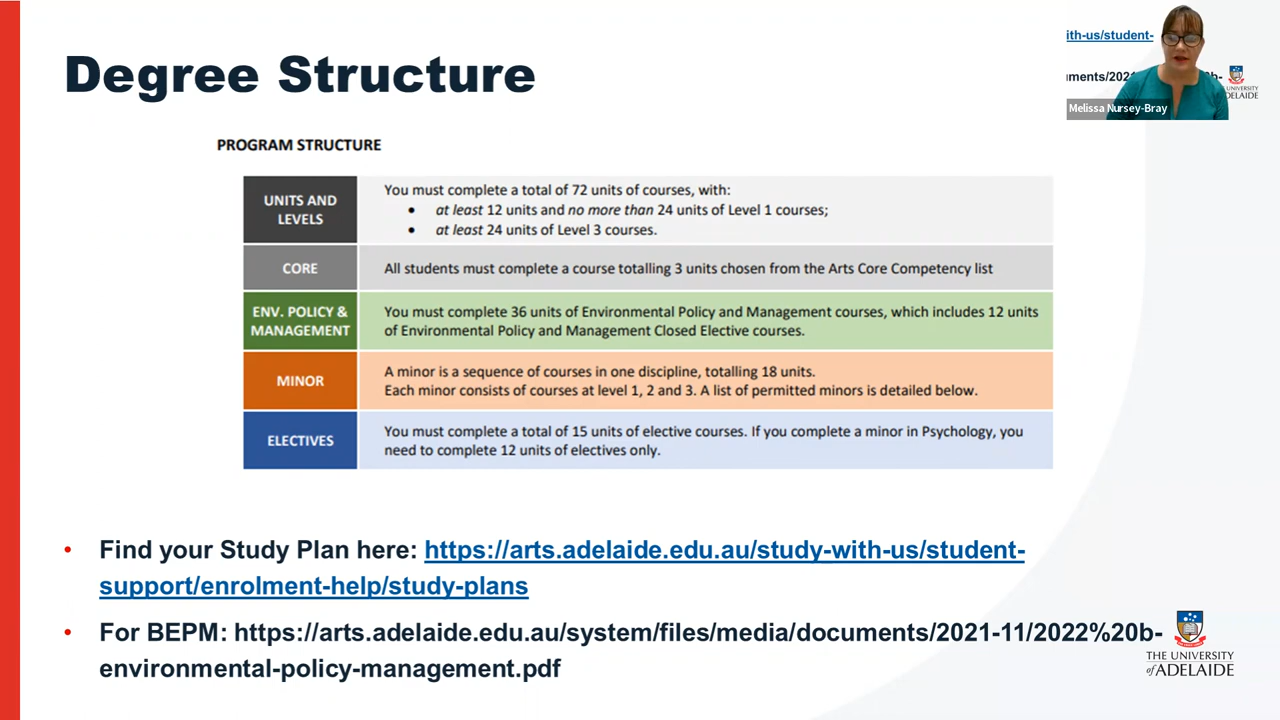 Degree Structure
ith-us/student-
uments/2021
b-
THE UNIVERSITY
ADELAIDE
Melissa Nursey-Bray
PROGRAM STRUCTURE
UNITS AND LEVELS
You must complete a total of 72 units of courses, with:
• at least 12 units and no more than 24 units of Level 1 courses;
• at least 24 units of Level 3 courses.
CORE
All students must complete a course totalling 3 units chosen from the Arts Core Competency list
ENV. POLICY &
MANAGEMENT
You must complete 36 units of Environmental Policy and Management courses, which includes 12 units
of Environmental Policy and Management Closed Elective courses.
MINOR
A minor is a sequence of courses in one discipline, totalling 18 units.
Each minor consists of courses at level 1, 2 and 3. A list of permitted minors is detailed below.
ELECTIVES
You must complete a total of 15 units of elective courses. If you complete a minor in Psychology, you
need to complete 12 units of electives only.
• Find your Study Plan here: https://arts.adelaide.edu.au/study-with-us/student-
support/enrolment-help/study-plans
• For BEPM: https://arts.adelaide.edu.au/system/files/media/documents/2021-11/2022%20b-
environmental-policy-management.pdf
THE UNIVERSITY
of ADELAIDE